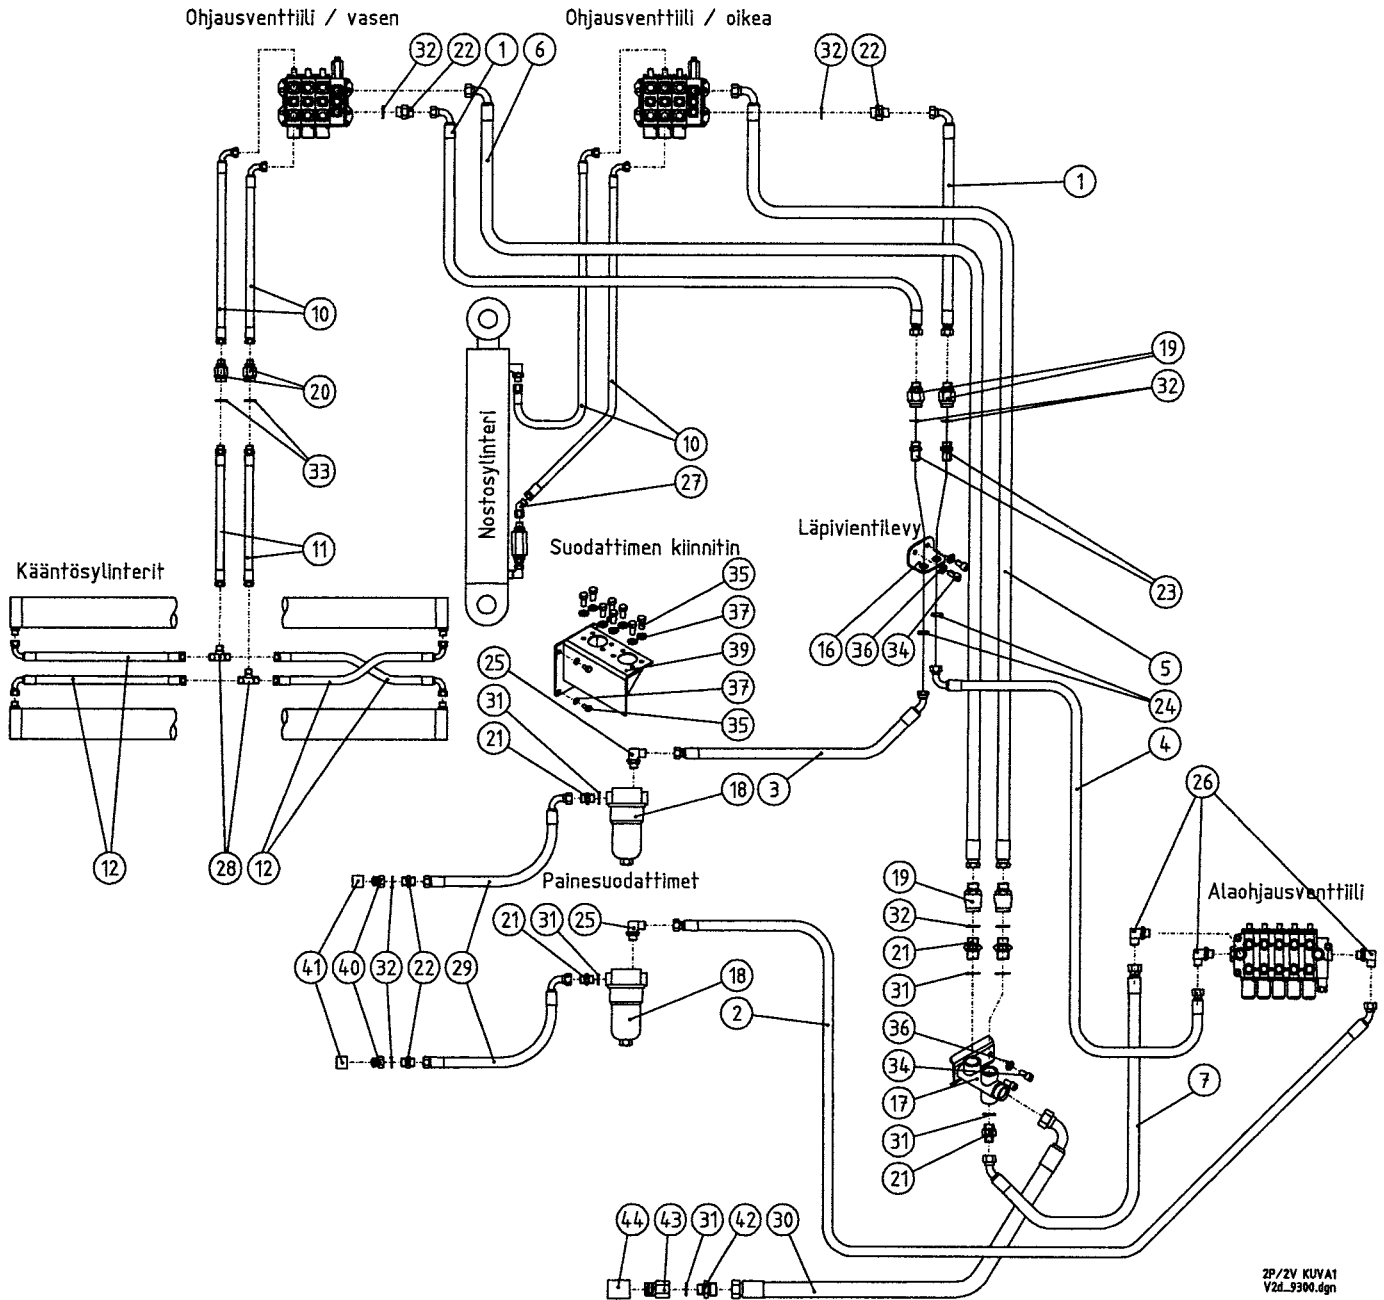 Ohjausventtiili / vasen
Ohjausventtiili / oikea
32 22 1 6
32 22
1
10
20
33
11
19
32
10
27
Nostosylinteri
Läpivientilevy
Suodattimen kiinnitin
Kääntösylinterit
35
37
39
37
35
16 36 34
23
5
24
4
25
31
21
18 3
26
12 28 12
Painesuodattimet
19
Alaohjausventtiili
32
21
31
21 31 25
41 40 32 22 29
18
2
36
34
17
31
21
7
44 43 31 42 30
2P/2V KUVA1
V2d_9300.dgn